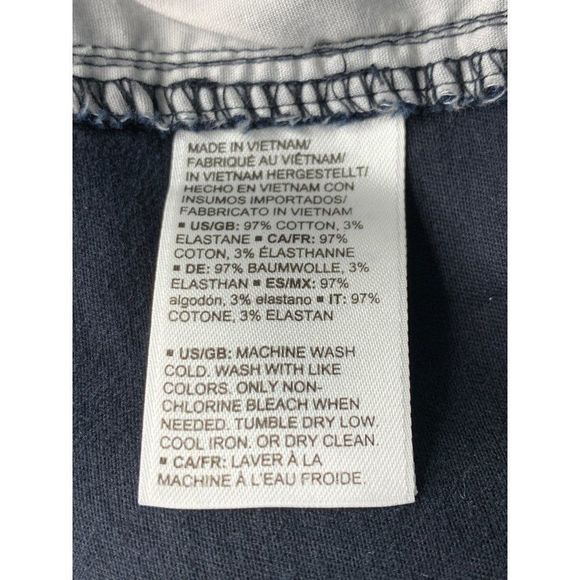 MADE IN VIETNAM/
FABRIQUÉ AU VIÊTNAM/
IN VIETNAM HERGESTELLT/
HECHO EN VIETNAM CON
INSUMOS IMPORTADOS/
FABBRICATO IN VIETNAM
▪ US/GB: 97% COTTON, 3%
ELASTANE ▪ CA/FR: 97%
COTON, 3% ÉLASTHANNE
▪ DE: 97% BAUMWOLLE, 3%
ELASTHAN ▪ ES/MX: 97%
algodón, 3% elastano ▪ IT: 97%
COTONE, 3% ELASTAN
▪ US/GB: MACHINE WASH
COLD. WASH WITH LIKE
COLORS. ONLY NON-
CHLORINE BLEACH WHEN
NEEDED. TUMBLE DRY LOW.
COOL IRON. OR DRY CLEAN.
▪ CA/FR: LAVER À LA
MACHINE À L'EAU FROIDE.